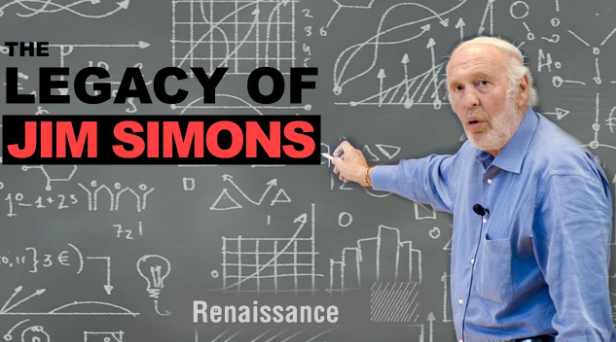 THE
LEGACY OF
JIM SIMONS
Renaissance